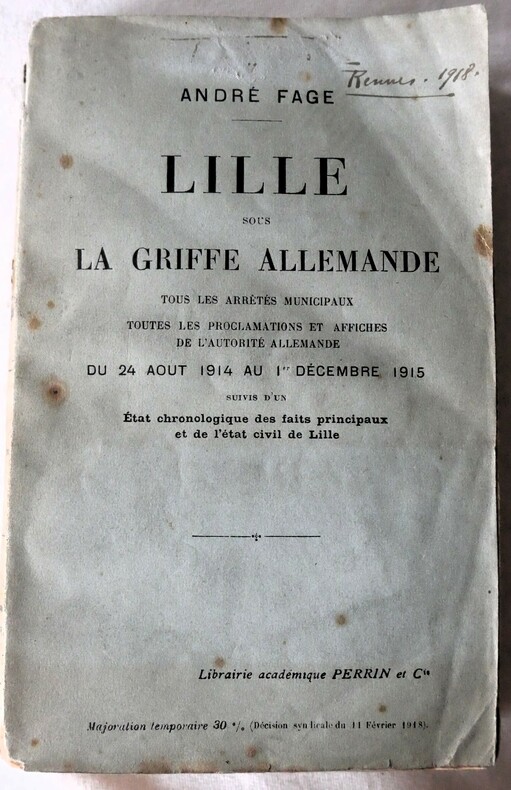 Rennes. 1918.
ANDRÉ FAGE
LILLE
SOUS
LA GRIFFE ALLEMANDE
TOUS LES ARRÊTÉS MUNICIPAUX
TOUTES LES PROCLAMATIONS ET AFFICHES
DE L'AUTORITÉ ALLEMANDE
DU 24 AOUT 1914 AU 1er DÉCEMBRE 1915
SUIVIS D'UN
État chronologique des faits principaux
et de l'état civil de Lille
Librairie académique PERRIN et Cie
Majoration temporaire 30 % (Décision syndicale du 11 Février 1918).